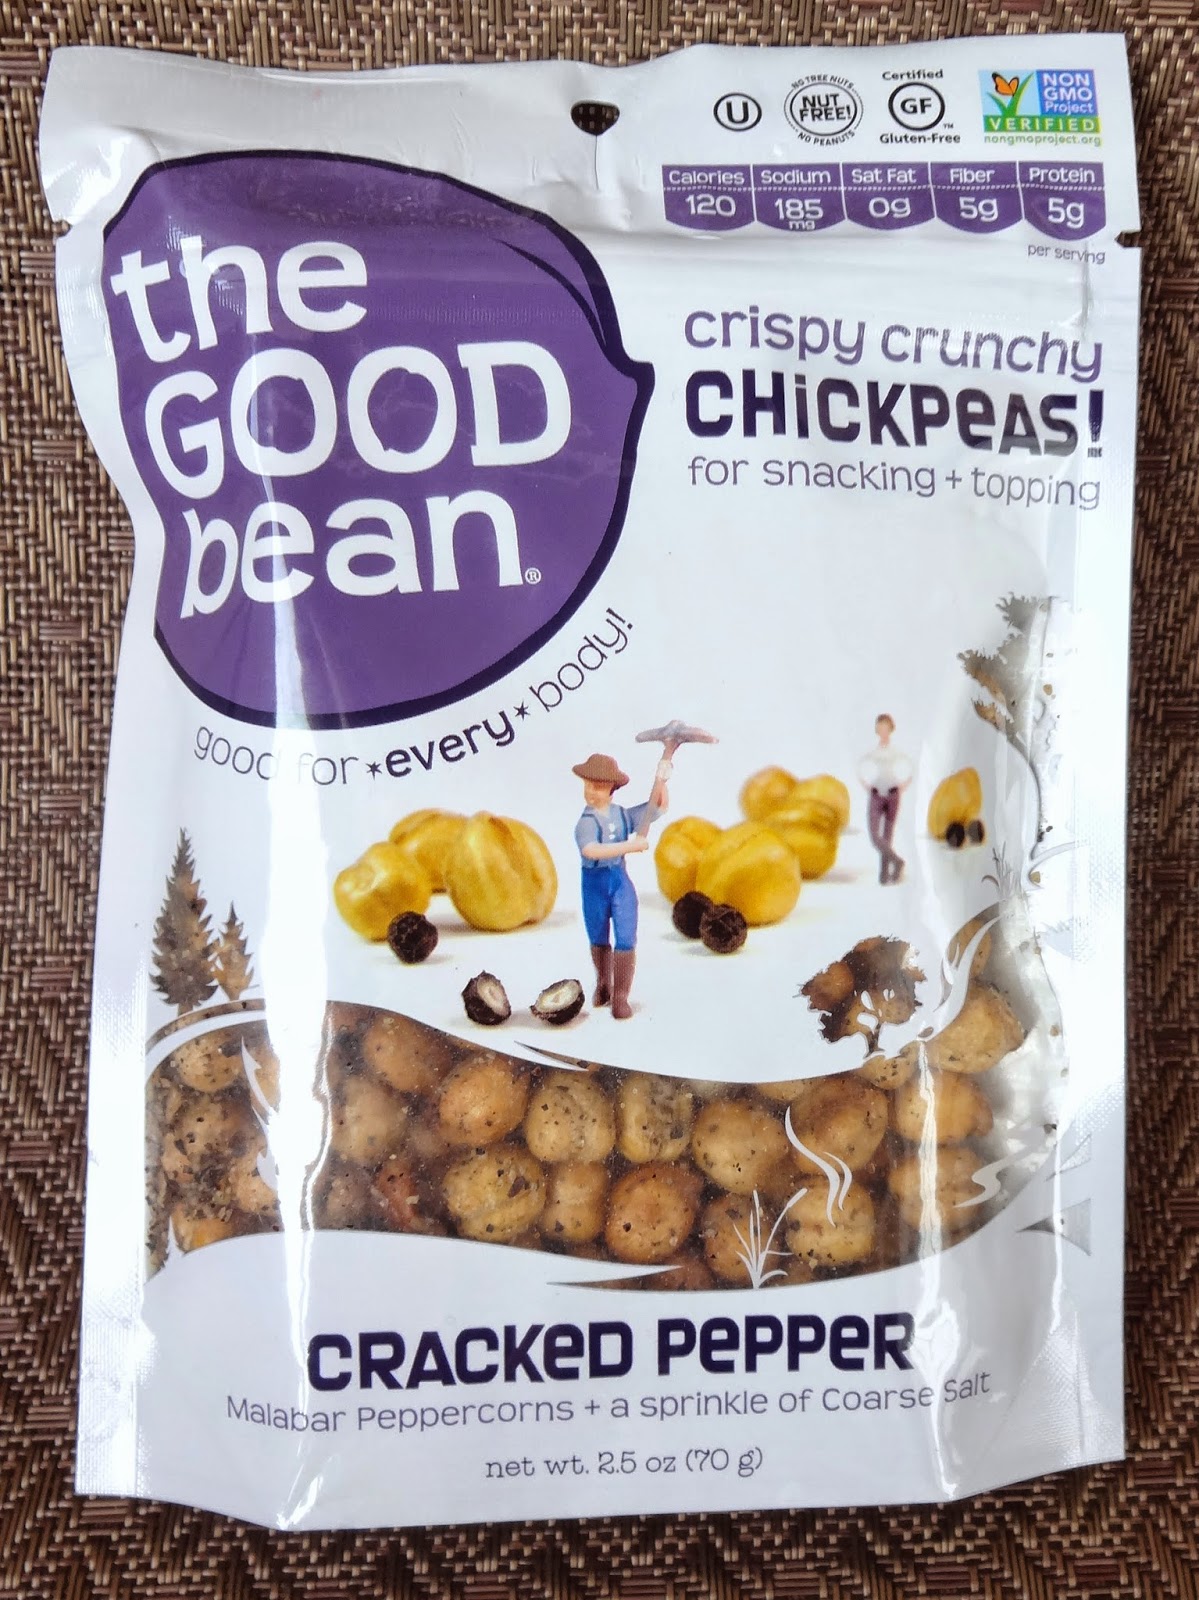 U
NO TREE NUTS
NUT FREE!
NO PEANUTS
Certified
GF
™
Gluten-Free
NON
GMO
Project
VERIFIED
nongmoproject.org
Calories Sodium Sat Fat Fiber Protein
120 185 mg 0g 5g 5g
per serving
the
GOOD
bean®
good for *every* body!
crispy crunchy
CHiCKPeAS!
for snacking + topping
CRACKeD PePPeR
Malabar Peppercorns + a sprinkle of Coarse Salt
net wt. 2.5 oz (70 g)